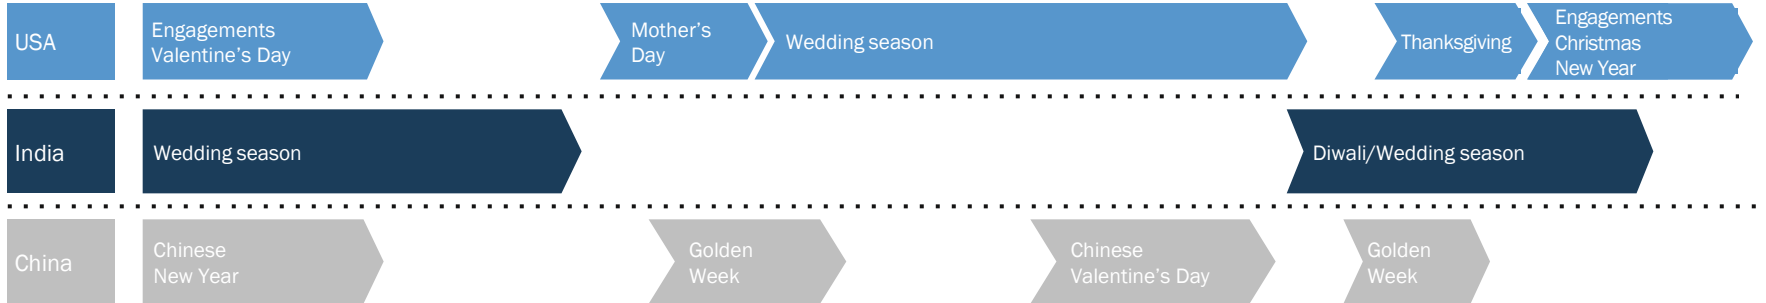 USA
Engagements
Valentine's Day
Mother's
Day
Wedding season
Thanksgiving
Engagements
Christmas
New Year
India
Wedding season
Diwali/Wedding season
China
Chinese
New Year
Golden
Week
Chinese
Valentine's Day
Golden
Week